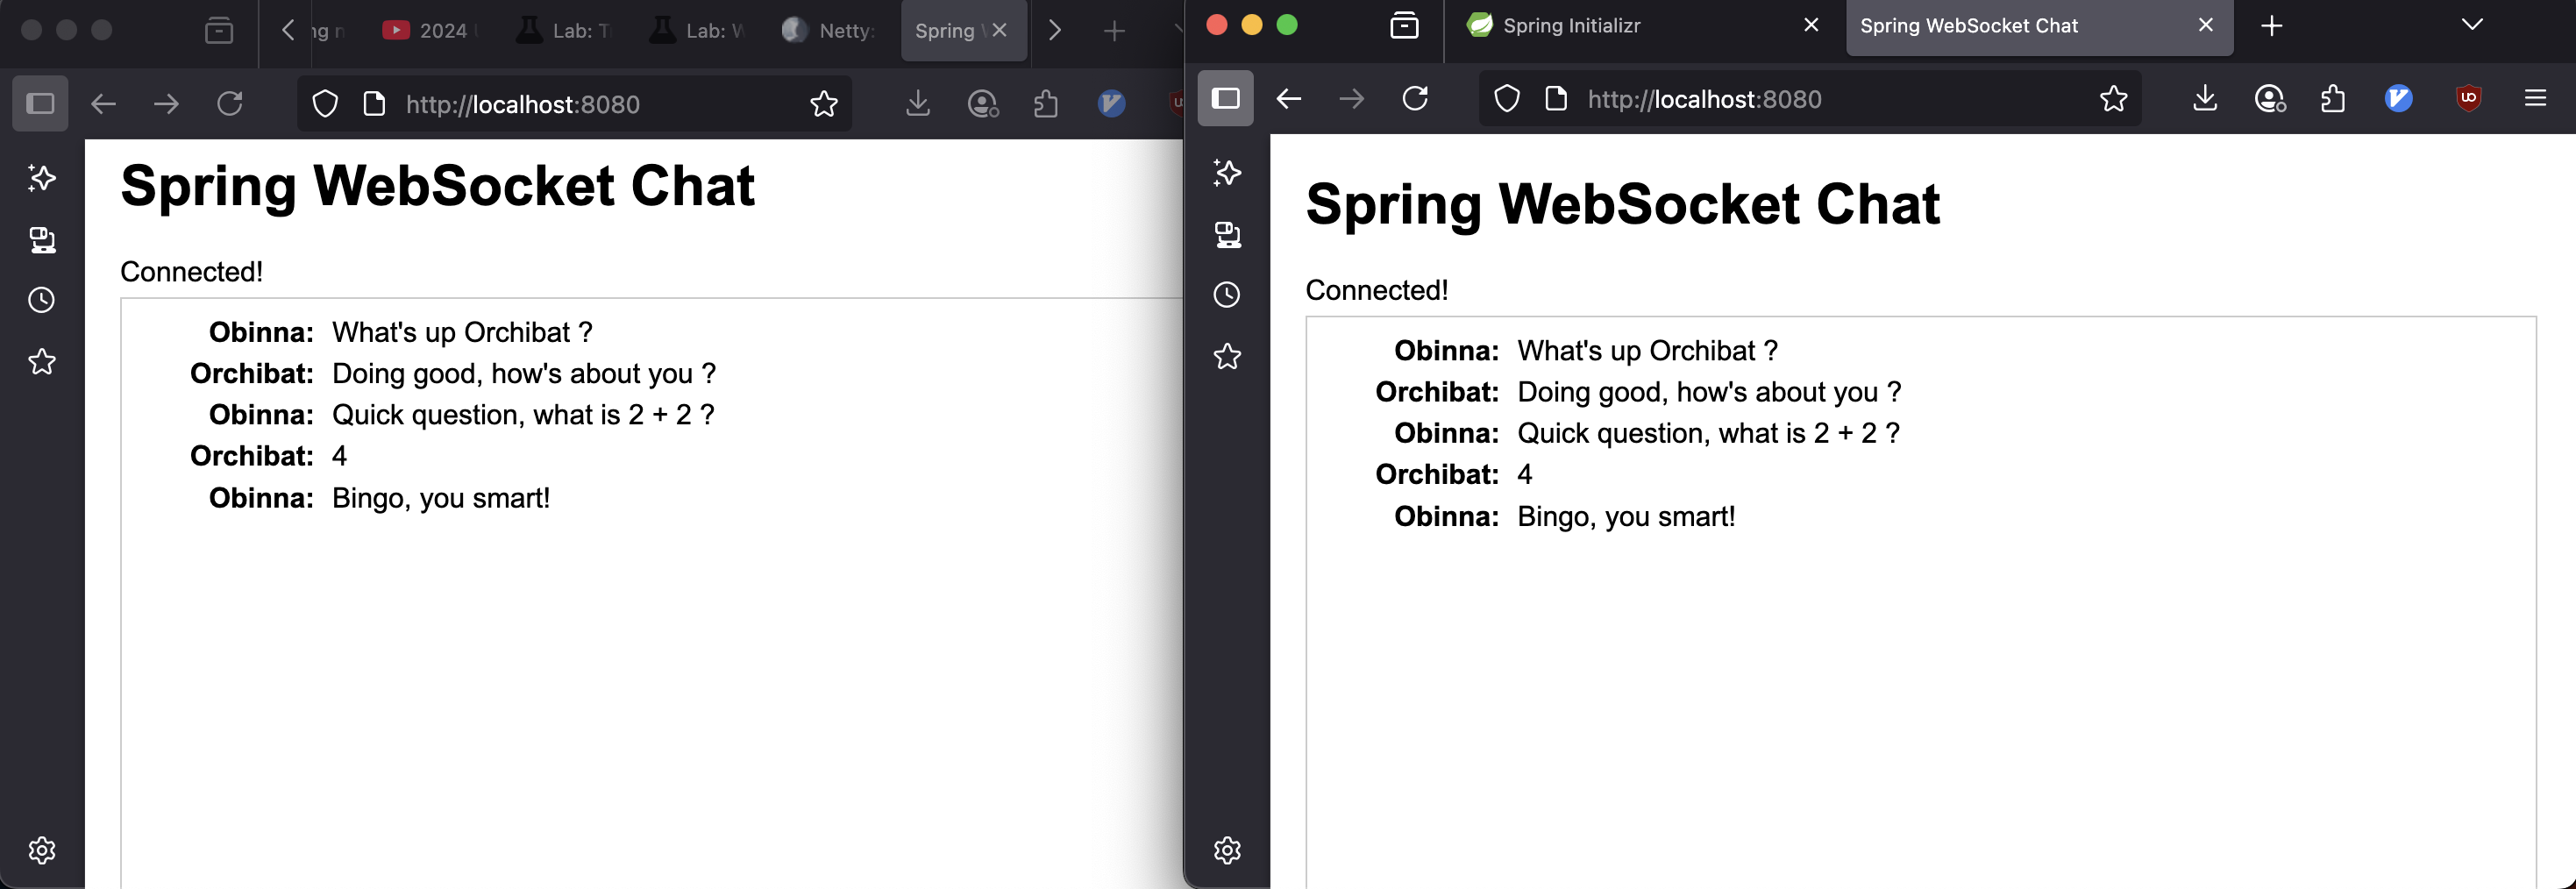 2024
Lab: T
Lab: W
Netty:
Spring
http://localhost:8080
Spring WebSocket Chat
Connected!
Obinna: What's up Orchibat ?
Orchibat: Doing good, how's about you ?
Obinna: Quick question, what is 2 + 2 ?
Orchibat: 4
Obinna: Bingo, you smart!
Spring Initializr
Spring WebSocket Chat
http://localhost:8080
Spring WebSocket Chat
Connected!
Obinna: What's up Orchibat ?
Orchibat: Doing good, how's about you ?
Obinna: Quick question, what is 2 + 2 ?
Orchibat: 4
Obinna: Bingo, you smart!